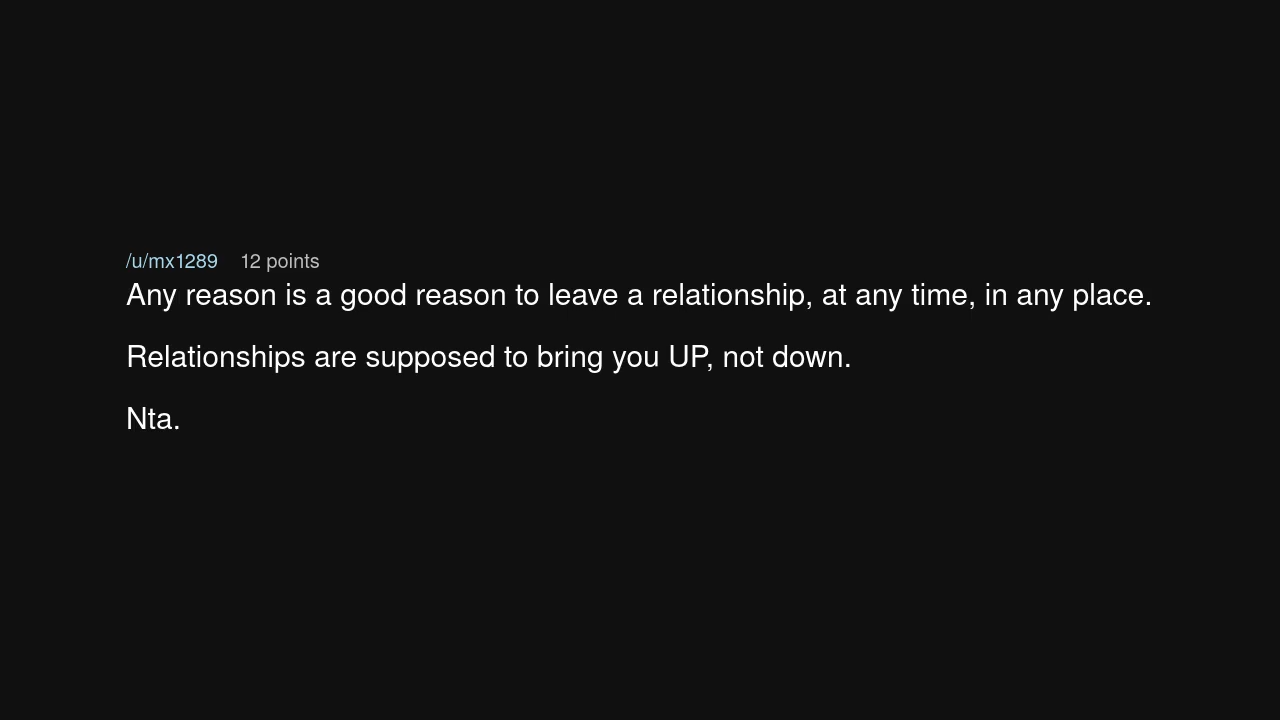 /u/mx1289 12 points
Any reason is a good reason to leave a relationship, at any time, in any place.
Relationships are supposed to bring you UP, not down.
Nta.